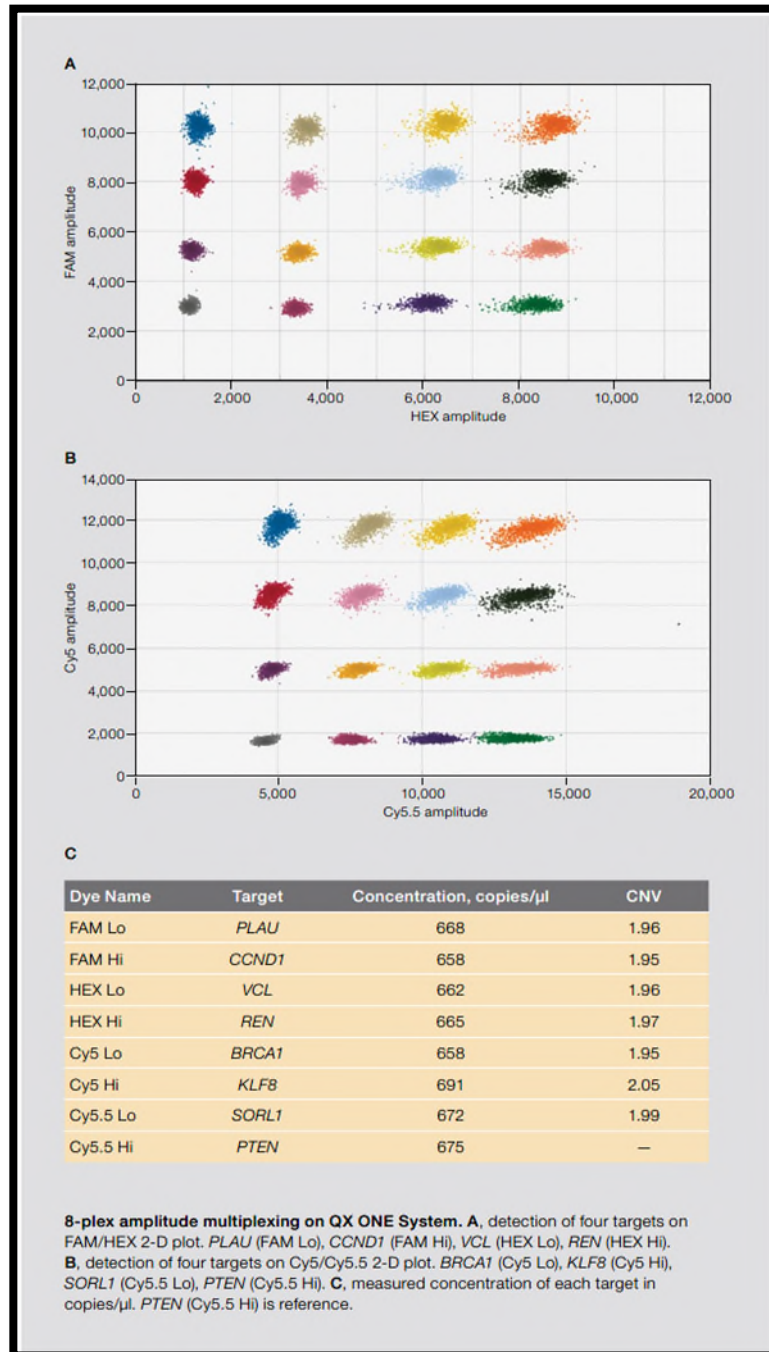 A
12,000
10,000
8,000
6,000
4,000
2,000
0
FAM amplitude
0 2,000 4,000 6,000 8,000 10,000 12,000
HEX amplitude
B
14,000
12,000
10,000
8,000
6,000
4,000
2,000
0
Cy5 amplitude
0 5,000 10,000 15,000 20,000
Cy5.5 amplitude
C
Dye Name Target Concentration, copies/µl CNV
FAM Lo PLAU 668 1.96
FAM Hi CCND1 658 1.95
HEX Lo VCL 662 1.96
HEX Hi REN 665 1.97
Cy5 Lo BRCA1 658 1.95
Cy5 Hi KLF8 691 2.05
Cy5.5 Lo SORL1 672 1.99
Cy5.5 Hi PTEN 675 —
8-plex amplitude multiplexing on QX ONE System. A, detection of four targets on
FAM/HEX 2-D plot. PLAU (FAM Lo), CCND1 (FAM Hi), VCL (HEX Lo), REN (HEX Hi).
B, detection of four targets on Cy5/Cy5.5 2-D plot. BRCA1 (Cy5 Lo), KLF8 (Cy5 Hi),
SORL1 (Cy5.5 Lo), PTEN (Cy5.5 Hi). C, measured concentration of each target in
copies/µl. PTEN (Cy5.5 Hi) is reference.